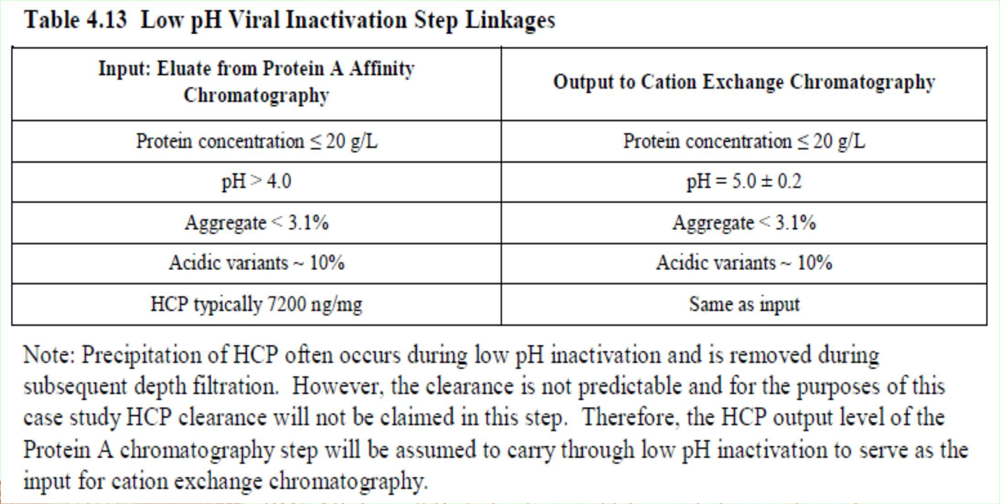 Table 4.13  Low pH Viral Inactivation Step Linkages
Input: Eluate from Protein A Affinity
Chromatography
Output to Cation Exchange Chromatography
Protein concentration ≤ 20 g/L
Protein concentration ≤ 20 g/L
pH > 4.0
pH = 5.0 ± 0.2
Aggregate < 3.1%
Aggregate < 3.1%
Acidic variants ~ 10%
Acidic variants ~ 10%
HCP typically 7200 ng/mg
Same as input
Note: Precipitation of HCP often occurs during low pH inactivation and is removed during
subsequent depth filtration.  However, the clearance is not predictable and for the purposes of this
case study HCP clearance will not be claimed in this step.  Therefore, the HCP output level of the
Protein A chromatography step will be assumed to carry through low pH inactivation to serve as the
input for cation exchange chromatography.